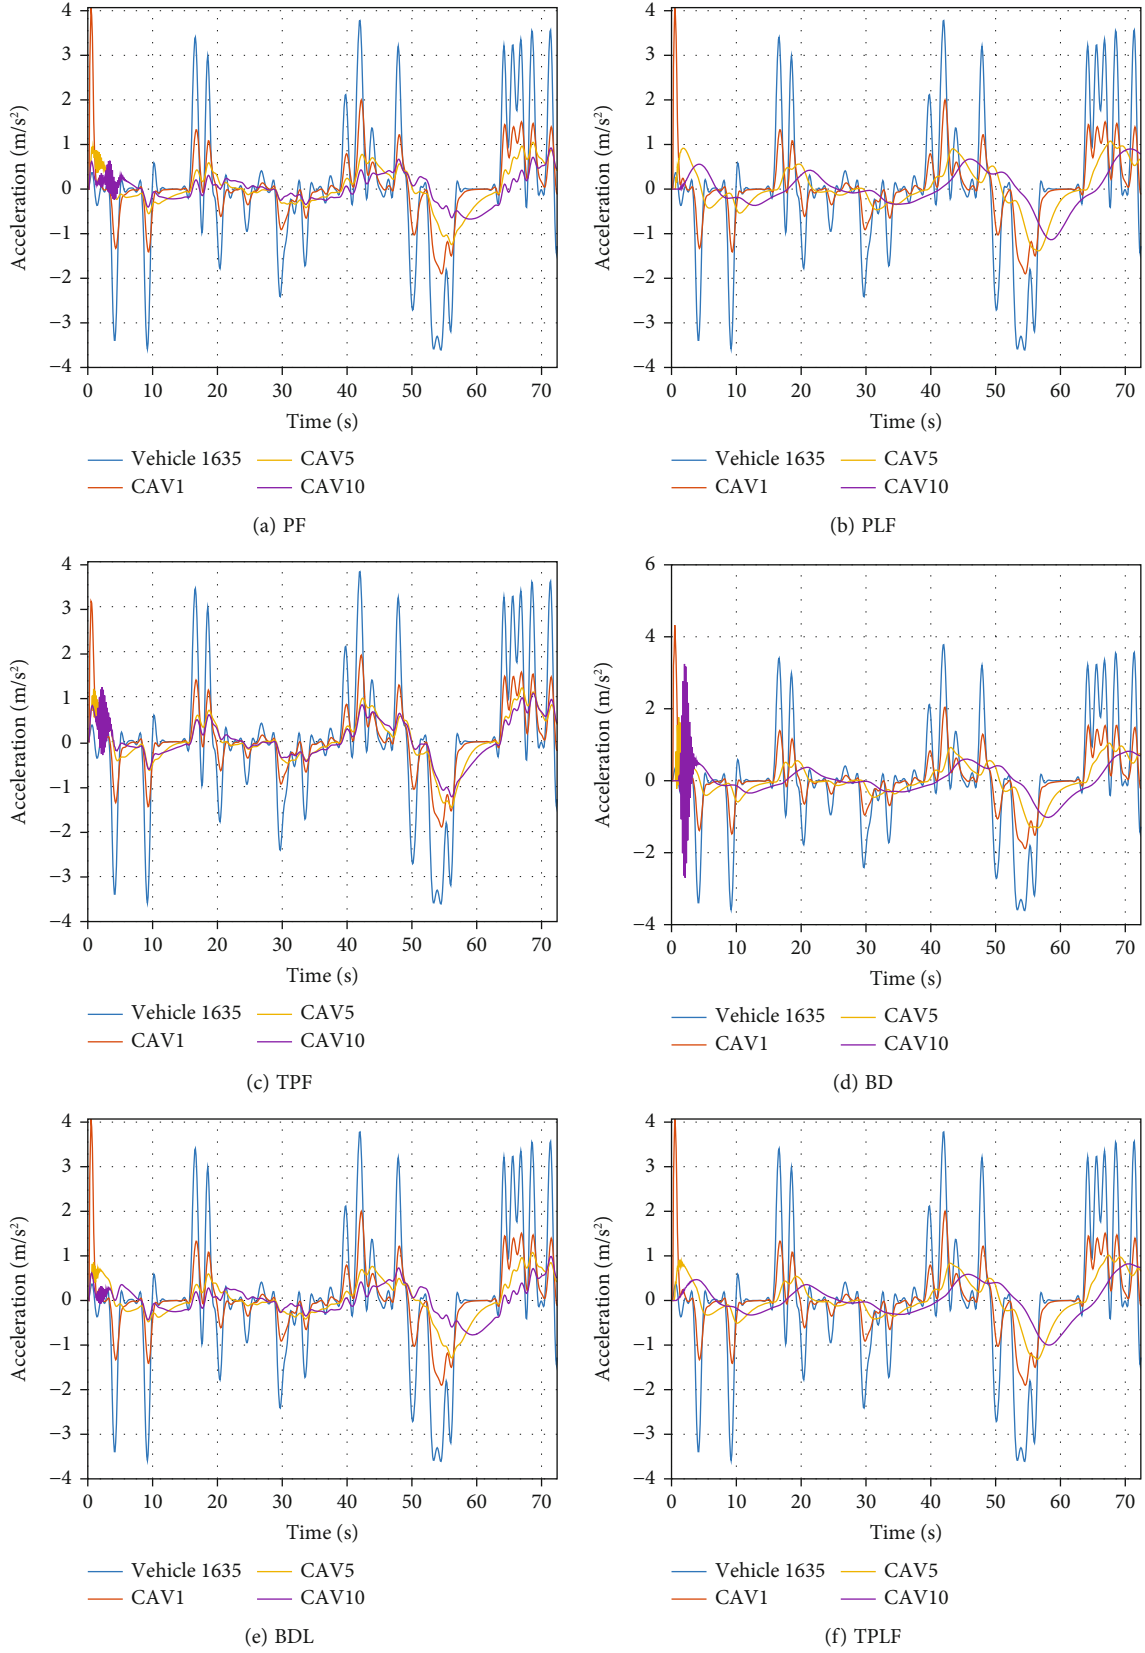 4
3
2
1
0
−1
−2
−3
−4
Acceleration (m/s²)
0 10 20 30 40 50 60 70
Time (s)
Vehicle 1635 CAV5
CAV1 CAV10
(a) PF
4
3
2
1
0
−1
−2
−3
−4
Acceleration (m/s²)
0 10 20 30 40 50 60 70
Time (s)
Vehicle 1635 CAV5
CAV1 CAV10
(b) PLF
4
3
2
1
0
−1
−2
−3
−4
Acceleration (m/s²)
0 10 20 30 40 50 60 70
Time (s)
Vehicle 1635 CAV5
CAV1 CAV10
(c) TPF
6
4
2
0
−2
−4
Acceleration (m/s²)
0 10 20 30 40 50 60 70
Time (s)
Vehicle 1635 CAV5
CAV1 CAV10
(d) BD
4
3
2
1
0
−1
−2
−3
−4
Acceleration (m/s²)
0 10 20 30 40 50 60 70
Time (s)
Vehicle 1635 CAV5
CAV1 CAV10
(e) BDL
4
3
2
1
0
−1
−2
−3
−4
Acceleration (m/s²)
0 10 20 30 40 50 60 70
Time (s)
Vehicle 1635 CAV5
CAV1 CAV10
(f) TPLF